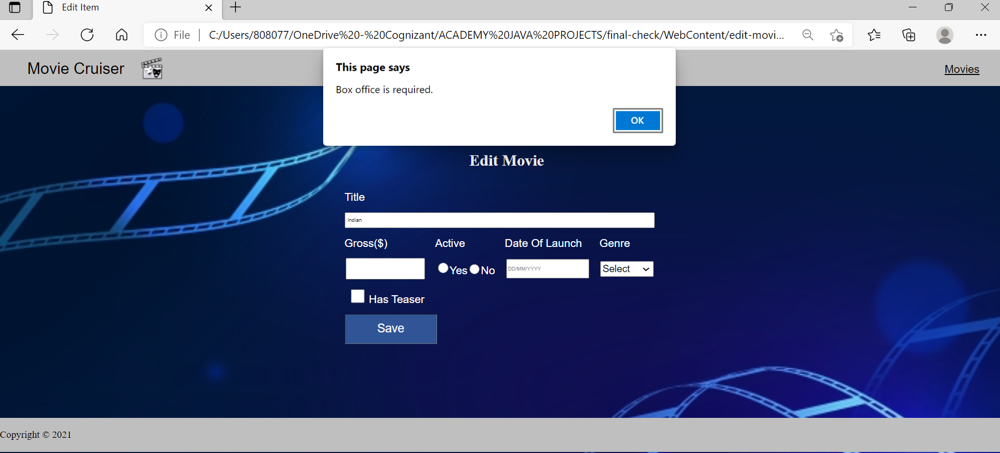 Edit Item
File
C:/Users/808077/OneDrive%20-%20Cognizant/ACADEMY%20JAVA%20PROJECTS/final-check/WebContent/edit-movi...
Movie Cruiser
Movies
This page says
Box office is required.
OK
Edit Movie
Title
Indian
Gross($) Active Date Of Launch Genre
Yes No DD/MM/YYYY Select
Has Teaser
Save
Copyright © 2021